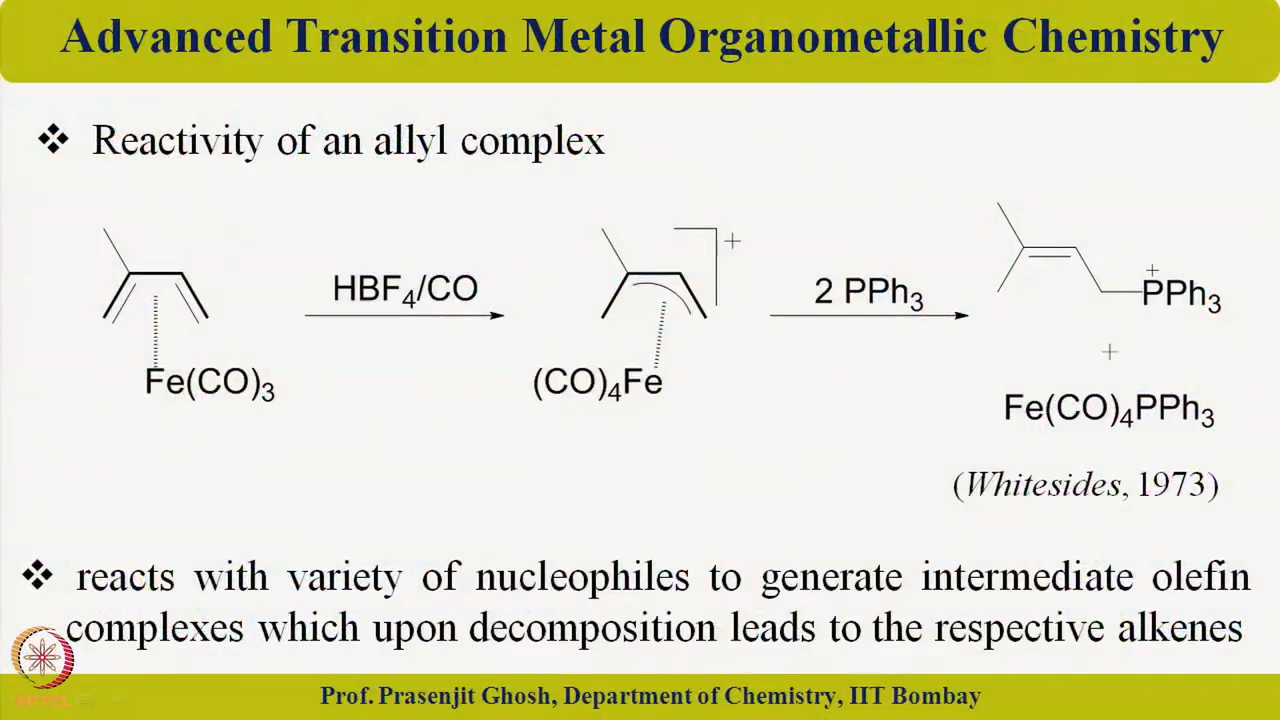 Advanced Transition Metal Organometallic Chemistry
❖ Reactivity of an allyl complex
HBF₄/CO
+
2 PPh₃
+
PPh₃
Fe(CO)₃
(CO)₄Fe
+
Fe(CO)₄PPh₃
(Whitesides, 1973)
❖ reacts with variety of nucleophiles to generate intermediate olefin
complexes which upon decomposition leads to the respective alkenes
NPTEL
Prof. Prasenjit Ghosh, Department of Chemistry, IIT Bombay